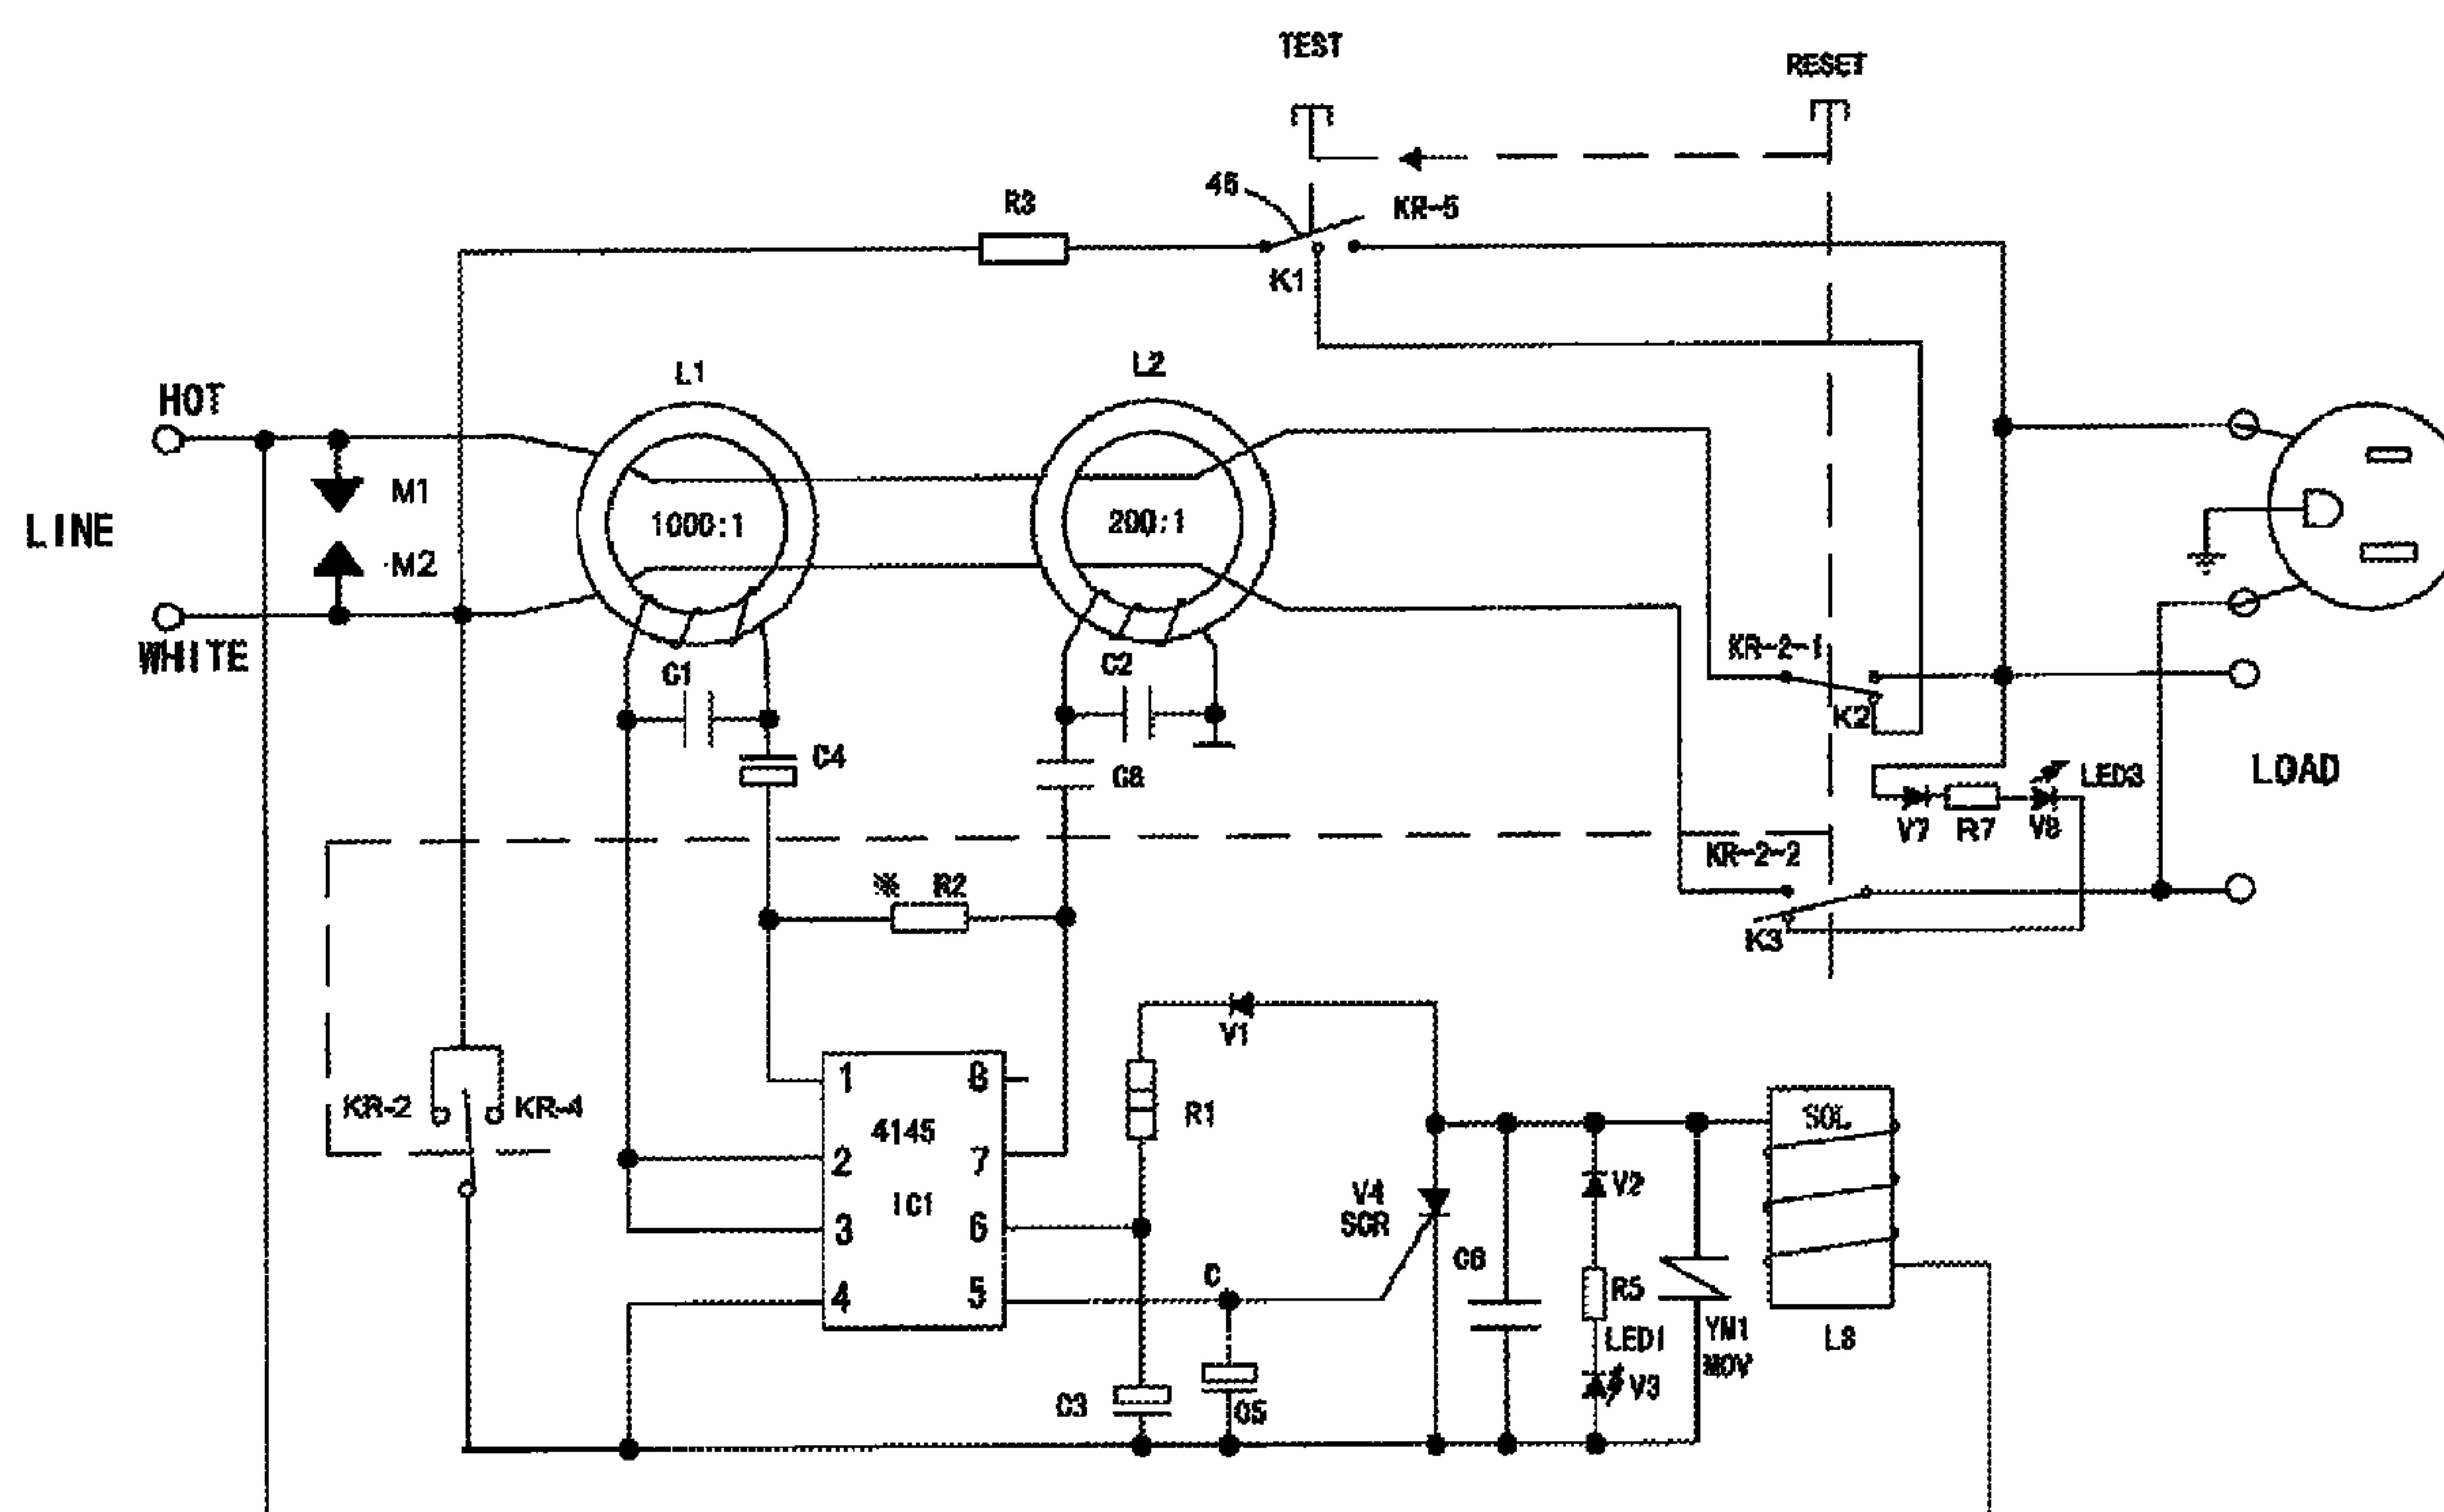 TEST
RESET
45
R3
KR-5
K1
L1
L2
HOT
M1
1000:1
200:1
LINE
M2
WHITE
KR-2-1
C1
C2
K2
C4
C8
LED3
LOAD
V7
R7
V8
KR-2-2
※ R2
K3
V1
KR-2
KR-4
1
8
R1
SOL
4145
2
7
V4
SCR
V2
IC1
3
6
C6
4
5
C
R5
LED1
YM1
MOV
L8
V3
C3
C5